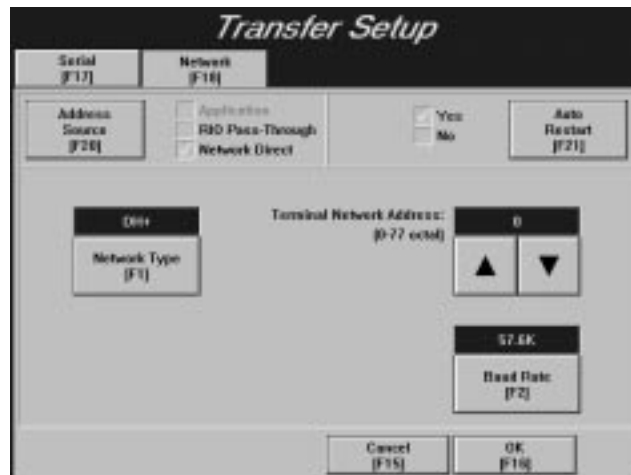 Transfer Setup
Serial
[F17]
Network
[F18]
Address
Source
[F20]
Application
RIO Pass-Through
Network Direct
Yes
No
Auto
Restart
[F21]
DH+
Network Type
[F1]
Terminal Network Address:
(0-77 octal)
0
▲
▼
57.6K
Baud Rate
[F2]
Cancel
[F15]
OK
[F16]